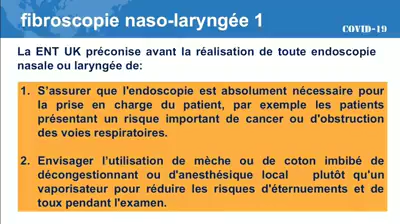 fibroscopie naso-laryngée 1
COVID-19
La ENT UK préconise avant la réalisation de toute endoscopie
nasale ou laryngée de:
1. S'assurer que l'endoscopie est absolument nécessaire pour
la prise en charge du patient, par exemple les patients
présentant un risque important de cancer ou d'obstruction
des voies respiratoires.
2. Envisager l'utilisation de mèche ou de coton imbibé de
décongestionnant ou d'anesthésique local plutôt qu'un
vaporisateur pour réduire les risques d'éternuements et de
toux pendant l'examen.